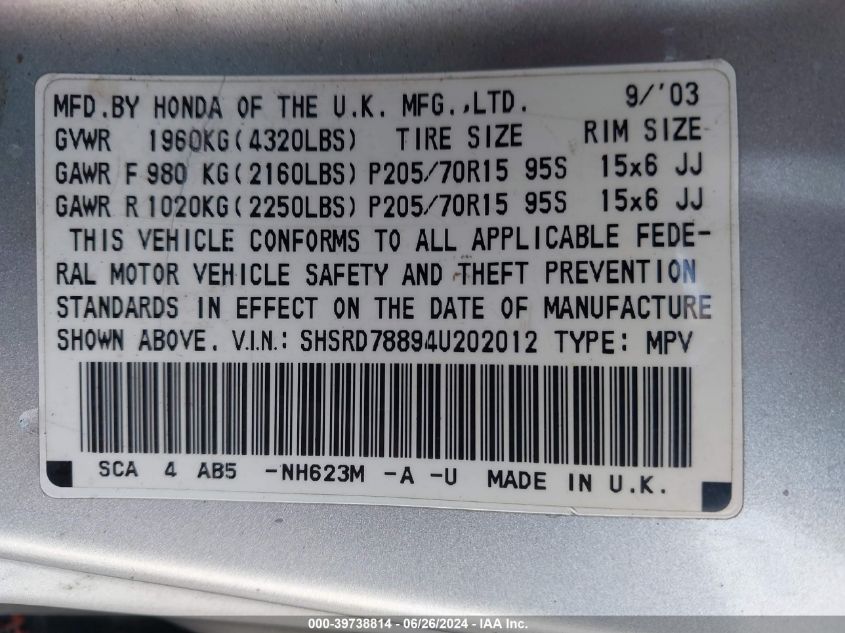 MFD.BY HONDA OF THE U.K. MFG.,LTD. 9/'03
GVWR 1960KG(4320LBS) TIRE SIZE RIM SIZE
GAWR F 980 KG(2160LBS) P205/70R15 95S 15x6 JJ
GAWR R 1020KG(2250LBS) P205/70R15 95S 15x6 JJ
THIS VEHICLE CONFORMS TO ALL APPLICABLE FEDE-
RAL MOTOR VEHICLE SAFETY AND THEFT PREVENTION
STANDARDS IN EFFECT ON THE DATE OF MANUFACTURE
SHOWN ABOVE. V.I.N.: SHSRD78894U202012 TYPE: MPV
SCA 4 AB5 -NH623M -A -U MADE IN U.K.
000-39738814 - 06/26/2024 - IAA Inc.